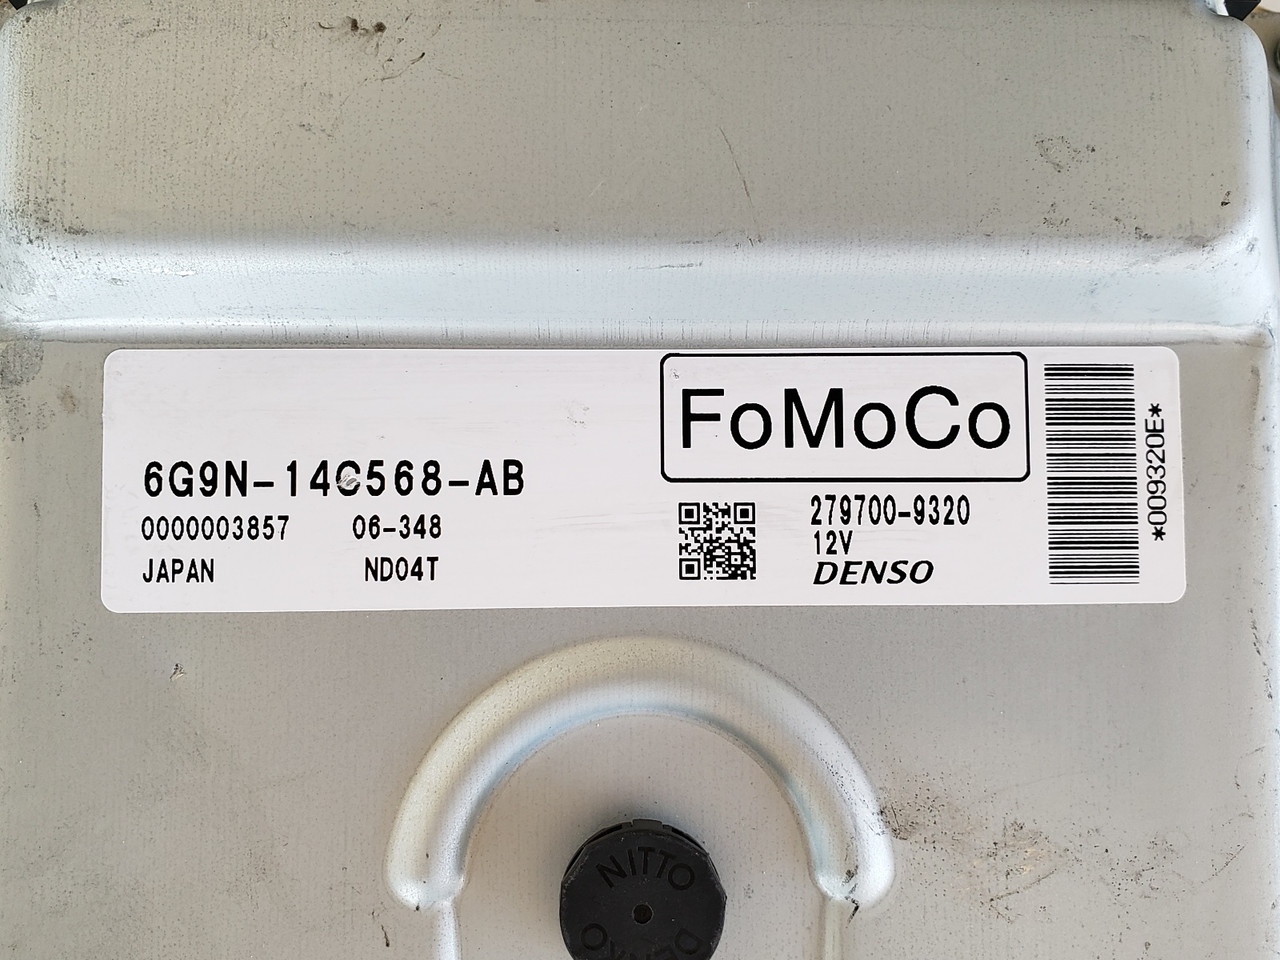 FoMoCo
6G9N-14C568-AB
0000003857 06-348
JAPAN ND04T
279700-9320
12V
DENSO
*009320E*
NITTO